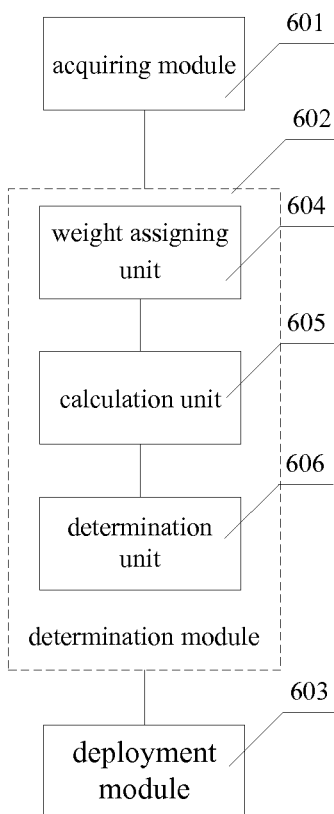 601
acquiring module
602
604
weight assigning
unit
605
calculation unit
606
determination
unit
determination module
603
deployment
module